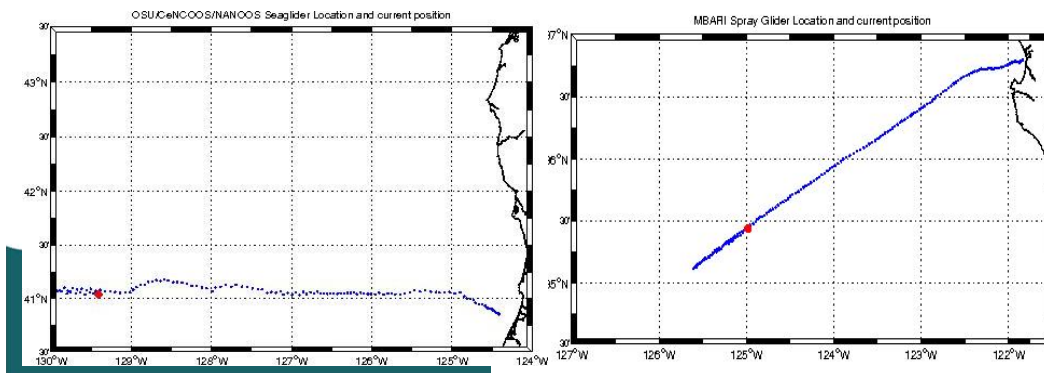 OSU/CeNCOOS/NANOOS Seaglider Location and current position
30'
43°N
30'
42°N
30'
41°N
30'
130°W 129°W 128°W 127°W 126°W 125°W 124°W
MBARI Spray Glider Location and current position
37°N
30'
36°N
30'
35°N
30'
127°W 126°W 125°W 124°W 123°W 122°W